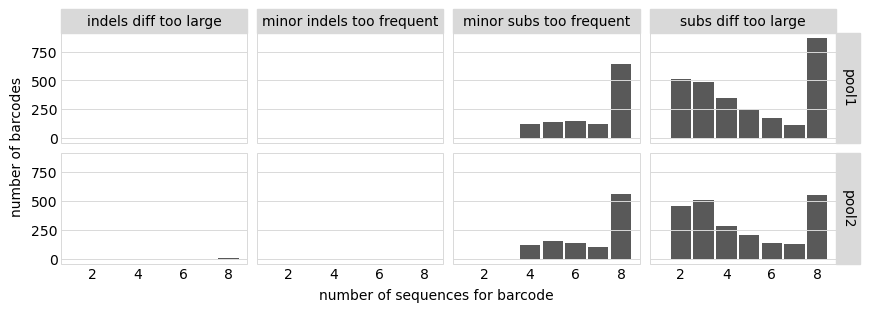 indels diff too large
minor indels too frequent
minor subs too frequent
subs diff too large
number of barcodes
750
500
250
0
pool1
750
500
250
0
pool2
2 4 6 8
2 4 6 8
2 4 6 8
2 4 6 8
number of sequences for barcode